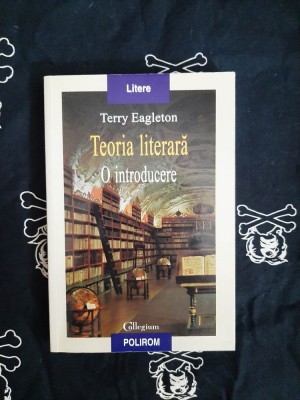 Litere
Terry Eagleton
Teoria literară
O introducere
Collegium
POLIROM